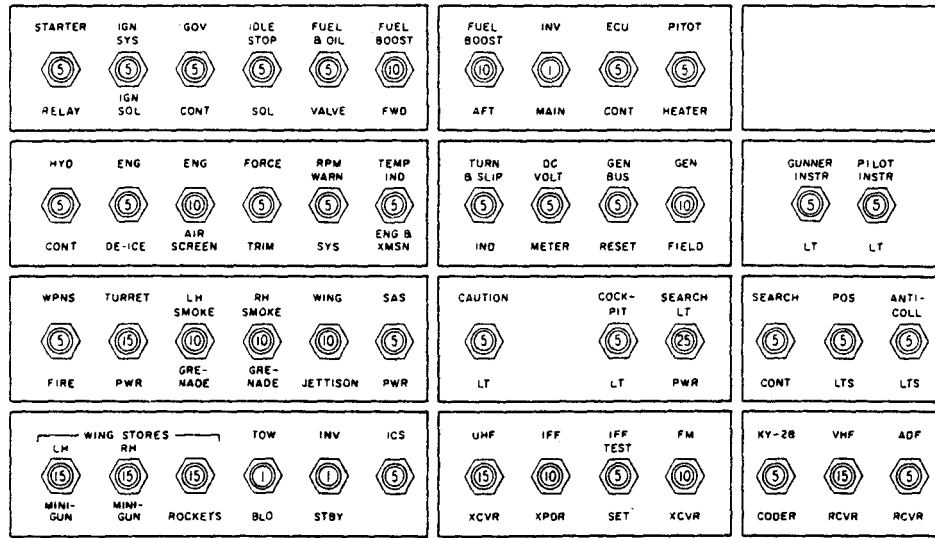 STARTER IGN SYS GOV IDLE STOP FUEL & OIL FUEL BOOST
5 5 5 5 5 10
RELAY IGN SOL CONT SOL VALVE FWD
FUEL BOOST INV ECU PITOT
10 1 5 5
AFT MAIN CONT HEATER
HYD ENG ENG FORCE RPM WARN TEMP IND
5 5 10 5 5 5
CONT DE-ICE AIR SCREEN TRIM SYS ENG & XMSN
TURN & SLIP DC VOLT GEN BUS GEN
5 5 5 10
IND METER RESET FIELD
GUNNER INSTR PILOT INSTR
5 5
LT LT
WPNS TURRET LH SMOKE RH SMOKE WING SAS
5 15 10 10 10 5
FIRE PWR GRE-NADE GRE-NADE JETTISON PWR
CAUTION COCK-PIT SEARCH LT
5 5 25
LT LT PWR
SEARCH POS ANTI-COLL
5 5 5
CONT LTS LTS
WING STORES
LH RH TOW INV ICS
15 15 15 1 1 5
MINI-GUN MINI-GUN ROCKETS BLO STBY
UHF IFF IFF TEST FM
15 10 5 10
XCVR XPDR SET XCVR
KY-28 VHF ADF
5 15 5
CODER RCVR RCVR